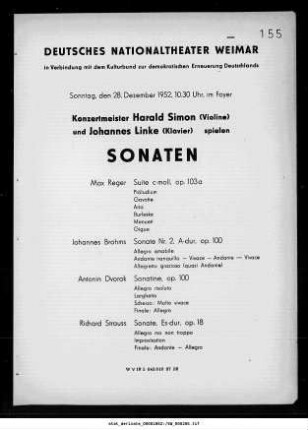 155
DEUTSCHES NATIONALTHEATER WEIMAR
in Verbindung mit dem Kulturbund zur demokratischen Erneuerung Deutschlands
Sonntag, den 28. Dezember 1952, 10.30 Uhr, im Foyer
Konzertmeister Harald Simon (Violine)
und Johannes Linke (Klavier) spielen
SONATEN
Max Reger Suite c-moll, op. 103a
Präludium
Gavotte
Aria
Burleske
Menuett
Gigue
Johannes Brahms Sonate Nr. 2, A-dur, op. 100
Allegro amabile
Andante tranquillo — Vivace — Andante — Vivace
Allegretto grazioso (quasi Andante)
Antonin Dvorak Sonatine, op. 100
Allegro risoluto
Larghetto
Scherzo: Molto vivace
Finale: Allegro
Richard Strauss Sonate, Es-dur, op. 18
Allegro ma non troppo
Improvisation
Finale: Andante — Allegro